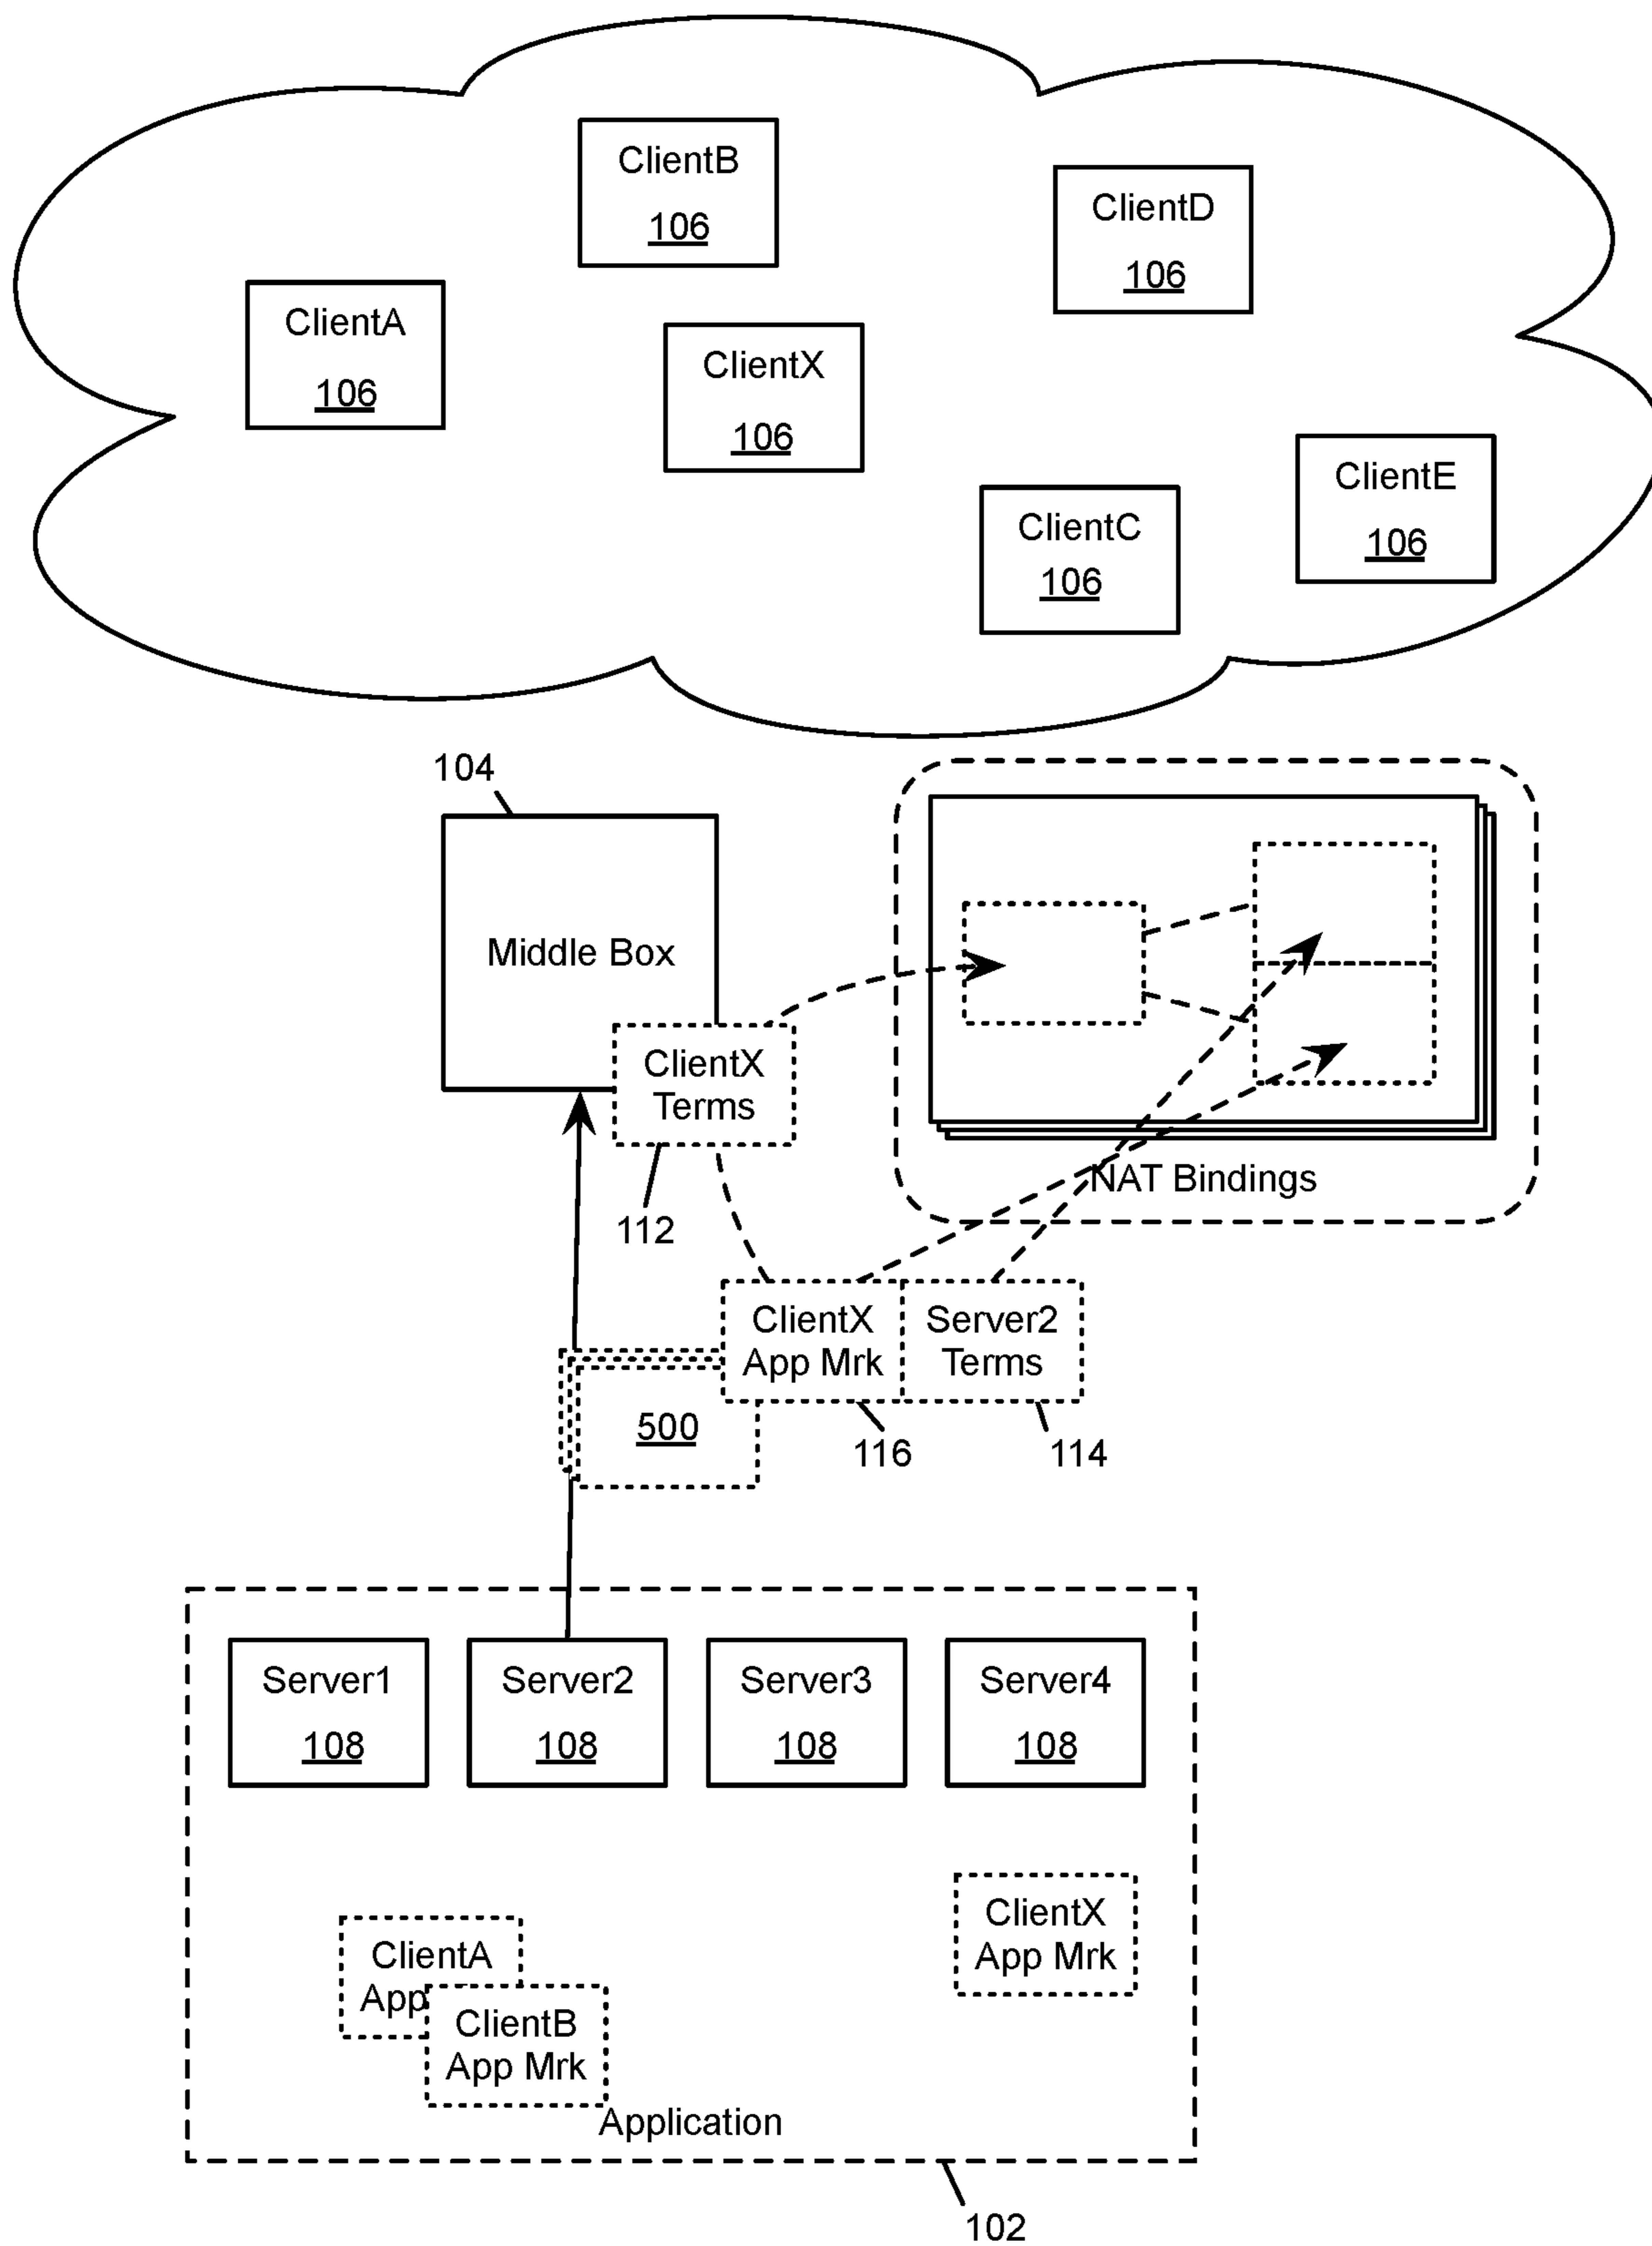 ClientB
106
ClientD
106
ClientA
106
ClientX
106
ClientE
106
ClientC
106
104
Middle Box
ClientX
Terms
112
NAT Bindings
ClientX
App Mrk
Server2
Terms
500
116
114
Server1
108
Server2
108
Server3
108
Server4
108
ClientX
App Mrk
ClientA
App
ClientB
App Mrk
Application
102